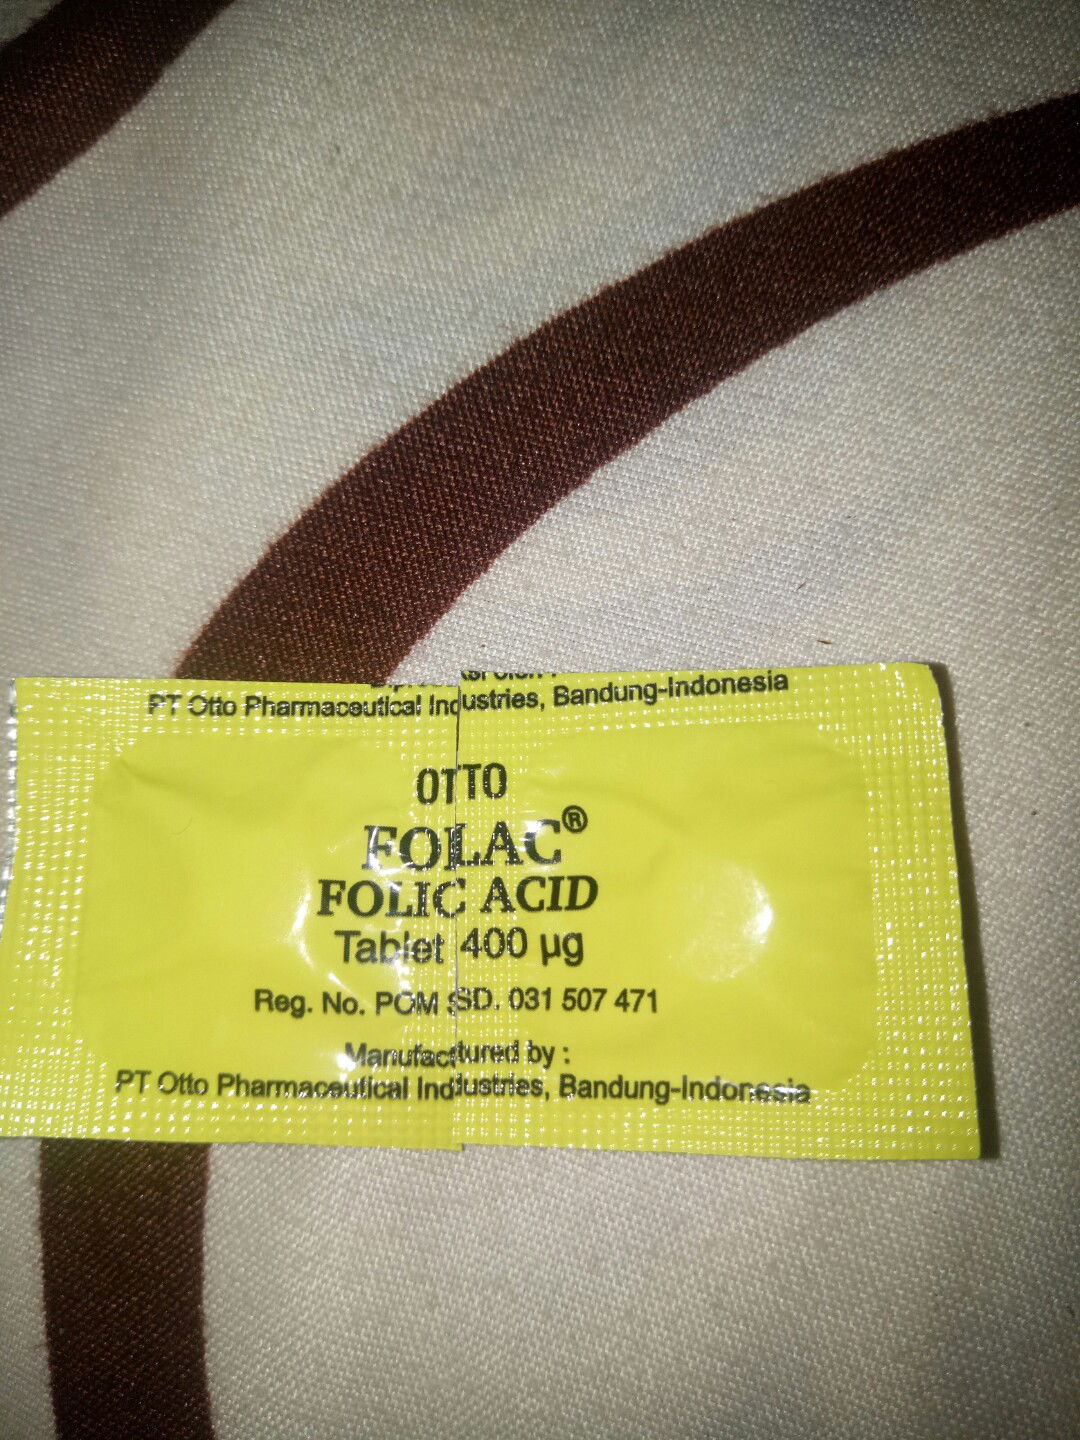 PT Otto Pharmaceutical Industries, Bandung-Indonesia
OTTO
FOLAC®
FOLIC ACID
Tablet 400 µg
Reg. No. POM SD. 031 507 471
Manufactured by :
PT Otto Pharmaceutical Industries, Bandung-Indonesia